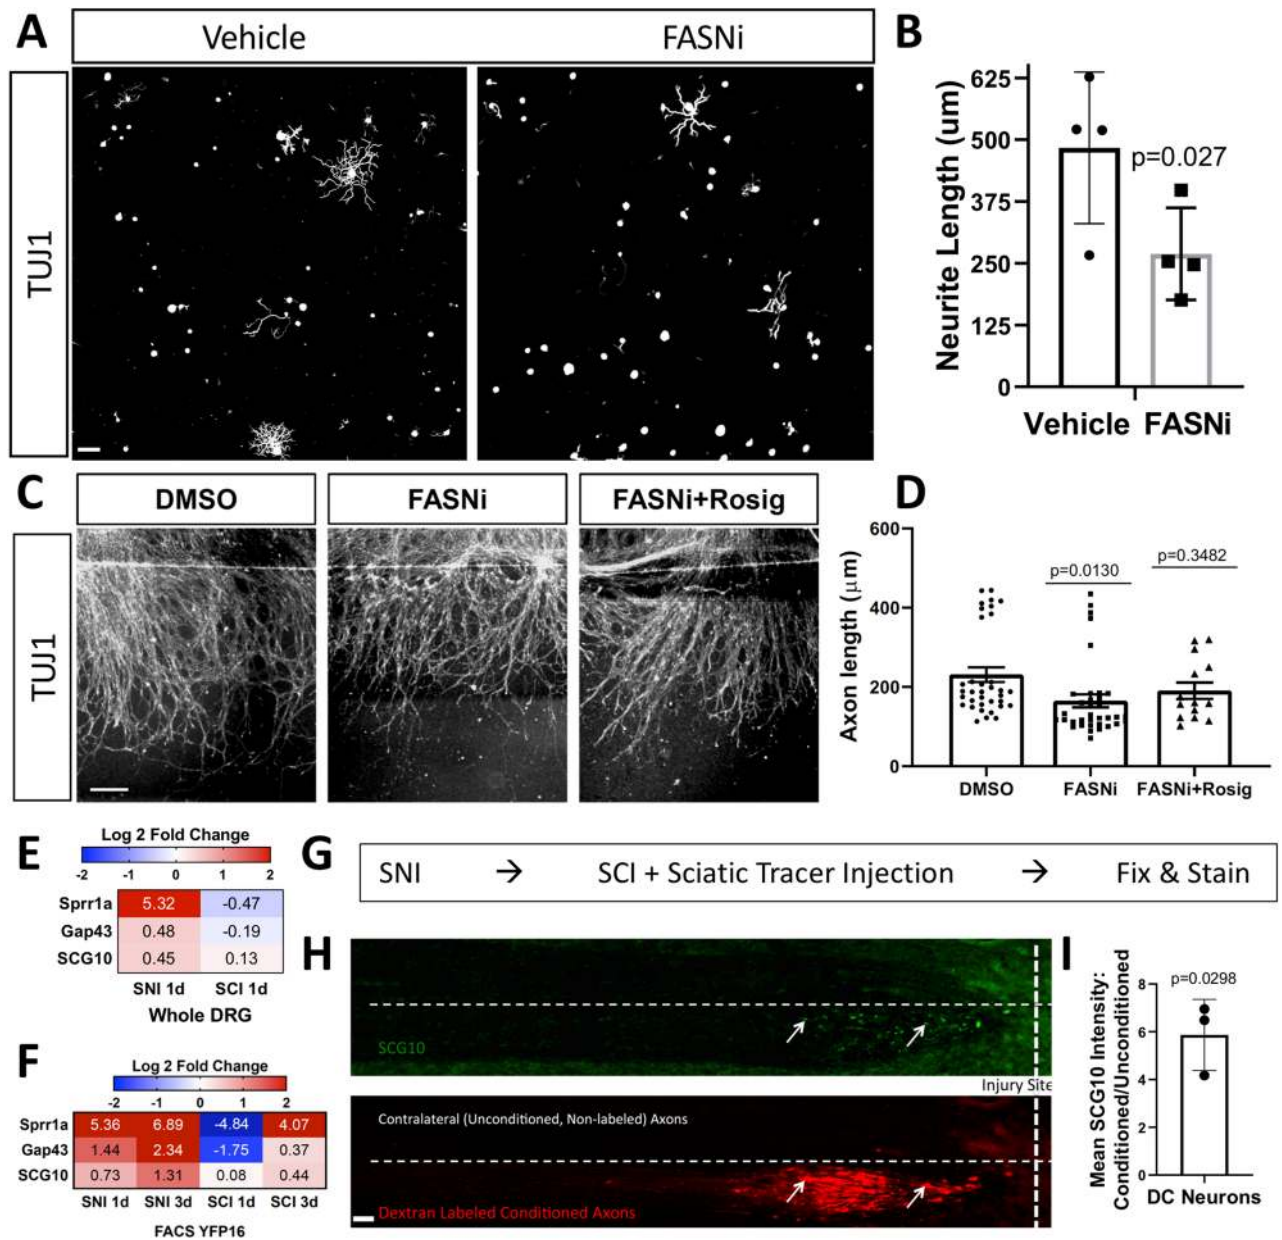 A
Vehicle
FASNi
TUJ1
B
Neurite Length (um)
625
500
375
250
125
0
p=0.027
Vehicle FASNi
C
DMSO
FASNi
FASNi+Rosig
TUJ1
D
Axon length (μm)
600
400
200
0
p=0.0130
p=0.3482
DMSO FASNi FASNi+Rosig
E
Log 2 Fold Change
-2 -1 0 1 2
Sprr1a 5.32 -0.47
Gap43 0.48 -0.19
SCG10 0.45 0.13
SNI 1d SCI 1d
Whole DRG
F
Log 2 Fold Change
-2 -1 0 1 2
Sprr1a 5.36 6.89 -4.84 4.07
Gap43 1.44 2.34 -1.75 0.37
SCG10 0.73 1.31 0.08 0.44
SNI 1d SNI 3d SCI 1d SCI 3d
FACS YFP16
G
SNI → SCI + Sciatic Tracer Injection → Fix & Stain
H
SCG10
Injury Site
Contralateral (Unconditioned, Non-labeled) Axons
Dextran Labeled Conditioned Axons
I
Mean SCG10 Intensity:
Conditioned/Unconditioned
8
6
4
2
0
p=0.0298
DC Neurons